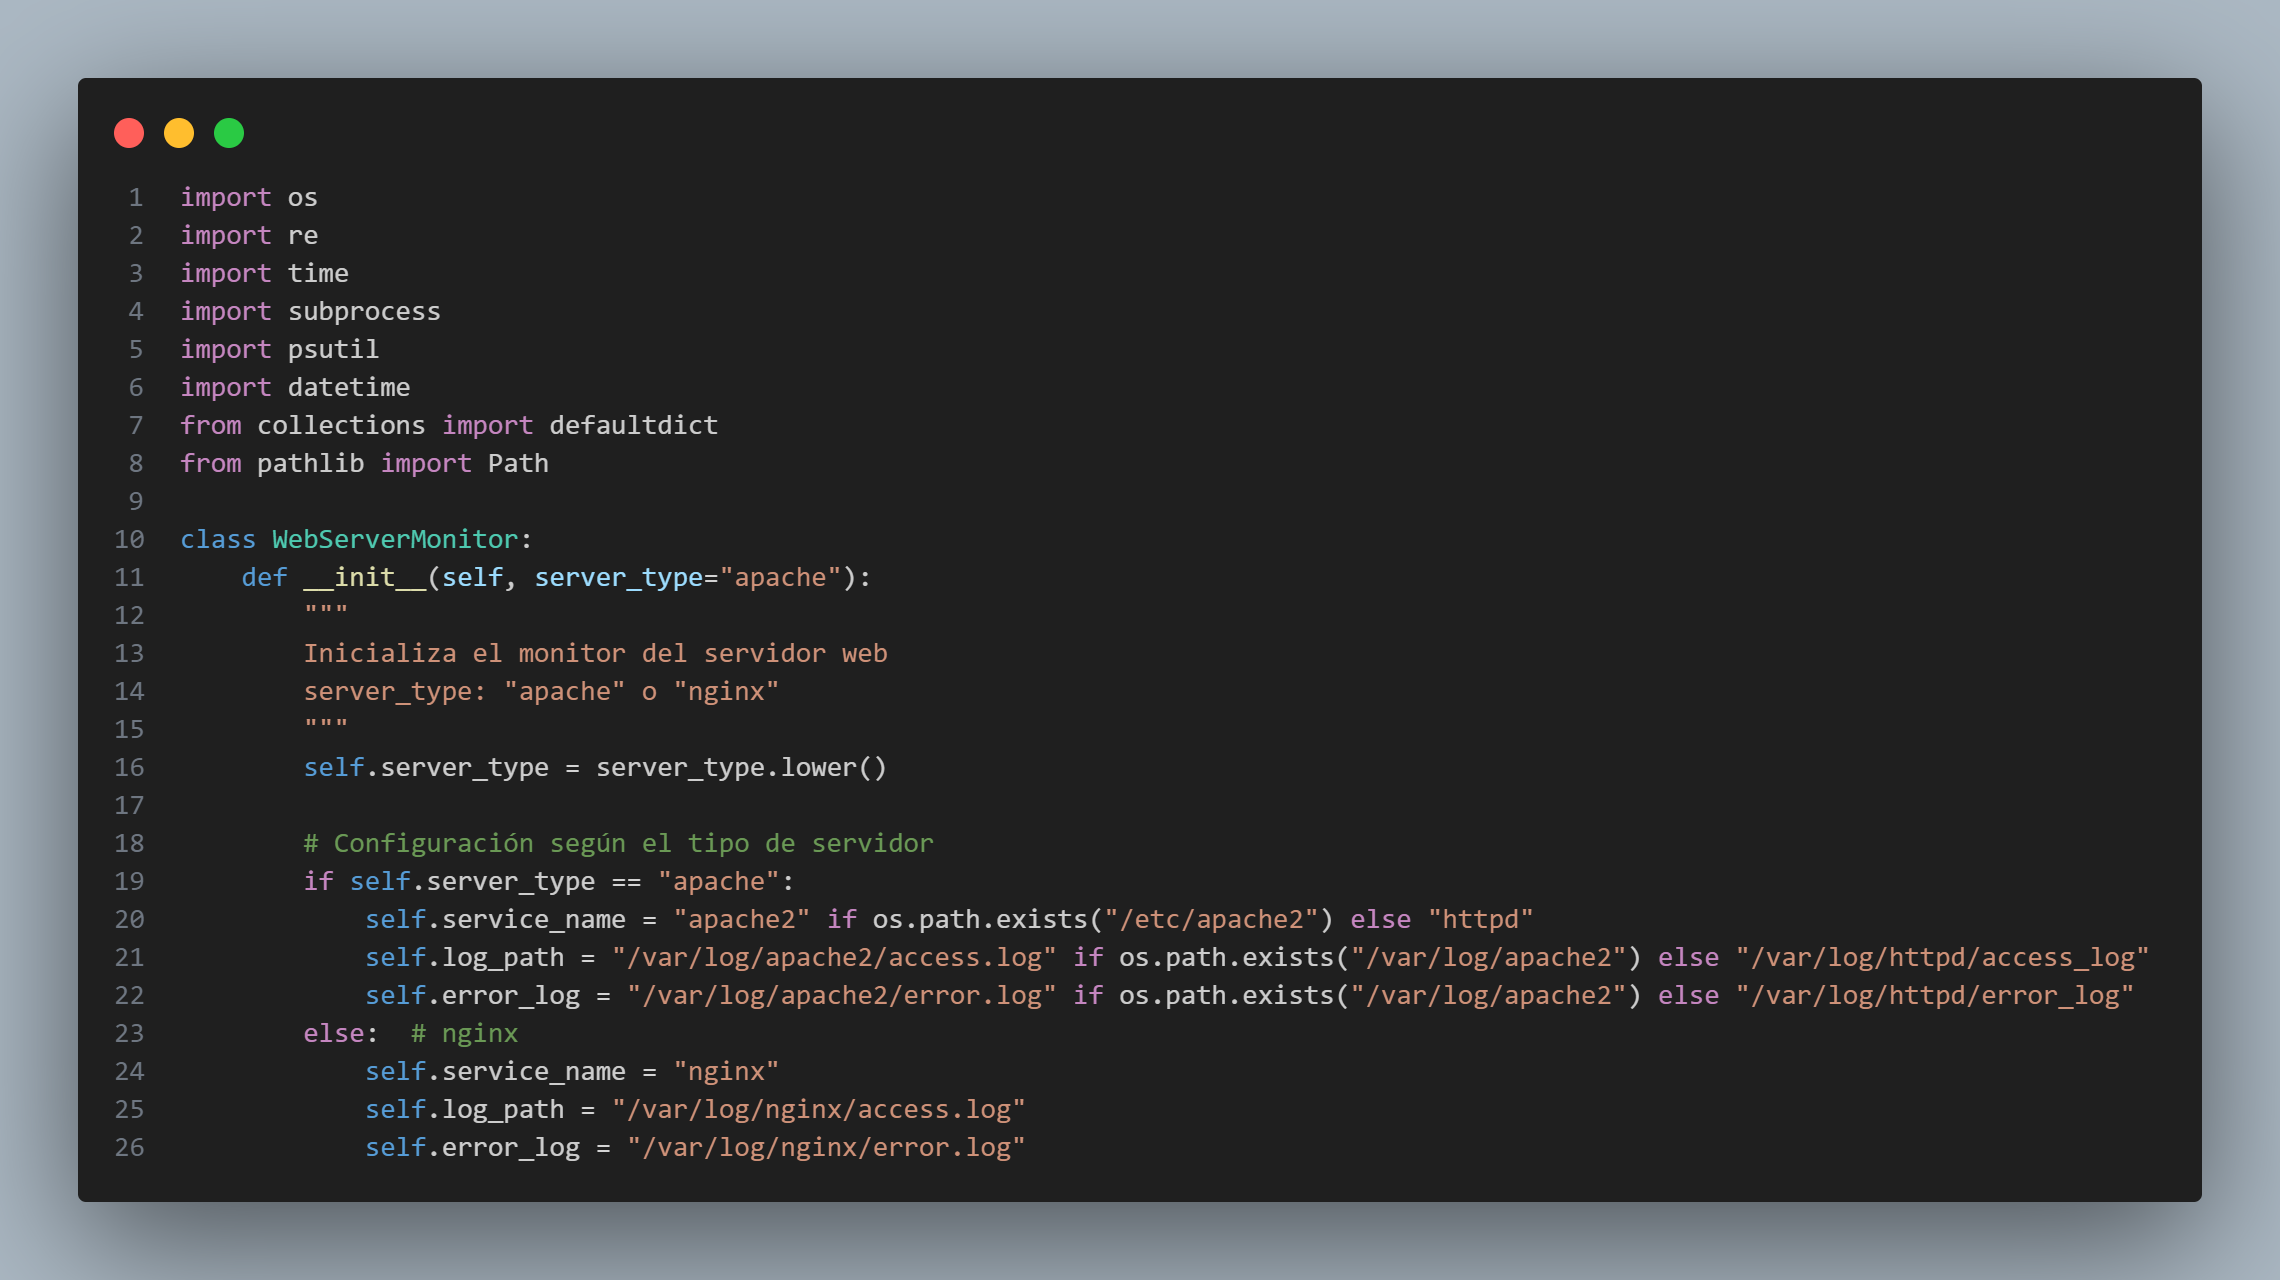 1 import os
2 import re
3 import time
4 import subprocess
5 import psutil
6 import datetime
7 from collections import defaultdict
8 from pathlib import Path
9
10 class WebServerMonitor:
11     def __init__(self, server_type="apache"):
12         """
13         Inicializa el monitor del servidor web
14         server_type: "apache" o "nginx"
15         """
16         self.server_type = server_type.lower()
17
18         # Configuración según el tipo de servidor
19         if self.server_type == "apache":
20             self.service_name = "apache2" if os.path.exists("/etc/apache2") else "httpd"
21             self.log_path = "/var/log/apache2/access.log" if os.path.exists("/var/log/apache2") else "/var/log/httpd/access_log"
22             self.error_log = "/var/log/apache2/error.log" if os.path.exists("/var/log/apache2") else "/var/log/httpd/error_log"
23         else:  # nginx
24             self.service_name = "nginx"
25             self.log_path = "/var/log/nginx/access.log"
26             self.error_log = "/var/log/nginx/error.log"